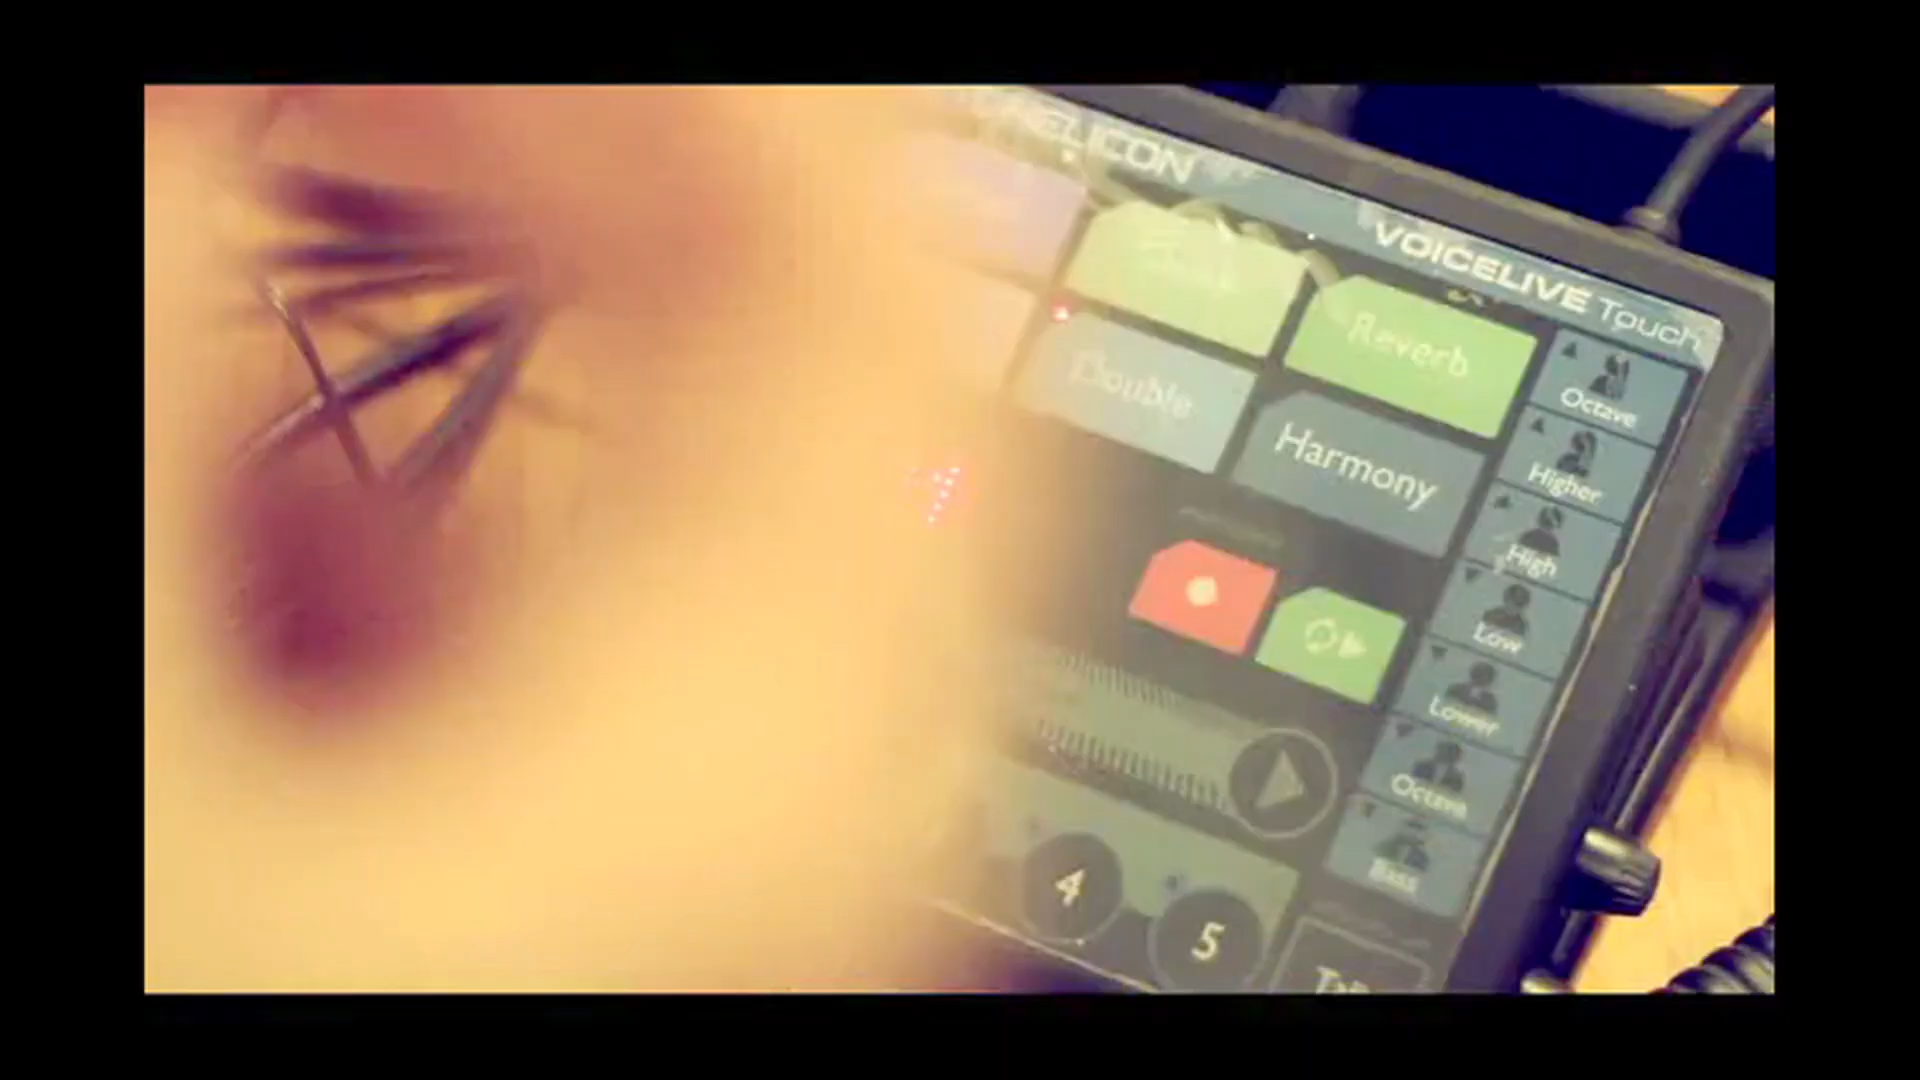 HELICON
VOICELIVE Touch
Reverb
Double
Harmony
Octave
Higher
High
Low
Lower
Octave
Bass
4
5